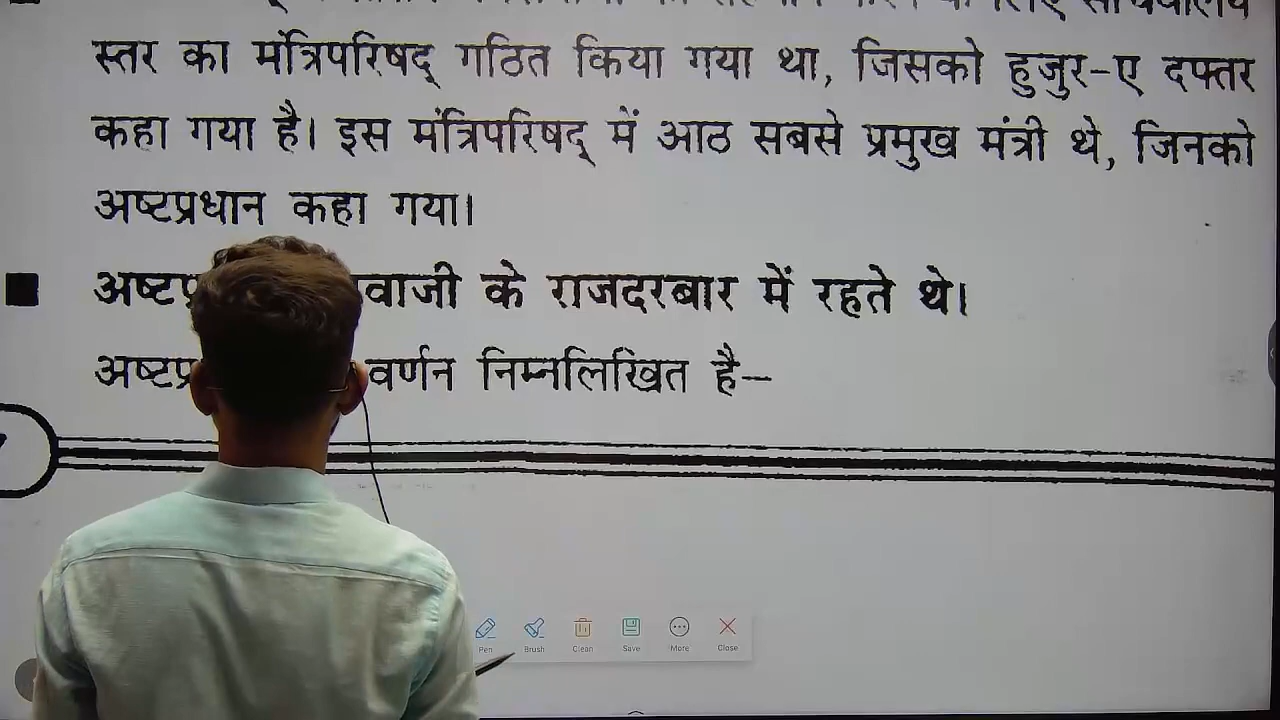 स्तर का मंत्रिपरिषद् गठित किया गया था, जिसको हुजुर-ए दफ्तर
कहा गया है। इस मंत्रिपरिषद् में आठ सबसे प्रमुख मंत्री थे, जिनको
अष्टप्रधान कहा गया।
के राजदरबार में रहते थे।
वर्णन निम्नलिखित है–
Pen Brush Clean Save More Close